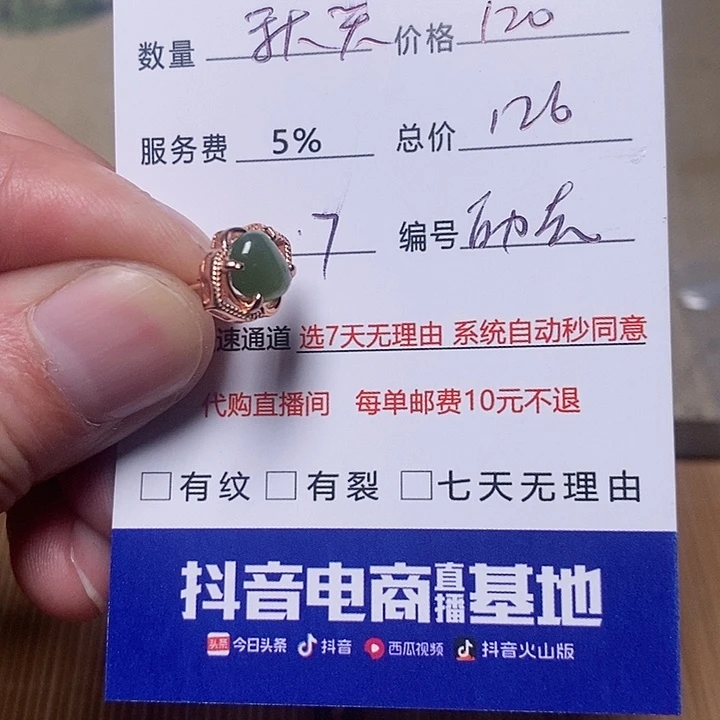 数量 秋天 价格 120
服务费 5% 总价 126
7 编号
速通道 选7天无理由 系统自动秒同意
代购直播间 每单邮费10元不退
□有纹 □有裂 □七天无理由
抖音电商直播基地
头条 今日头条 抖音 西瓜视频 抖音火山版